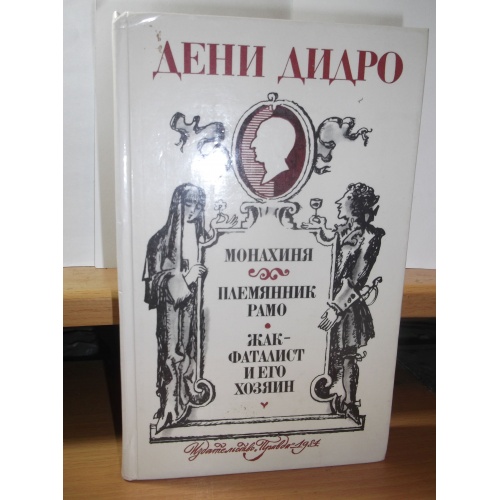 ДЕНИ ДИДРО
МОНАХИНЯ
ПЛЕМЯННИК
РАМО
ЖАК-
ФАТАЛИСТ
И ЕГО
ХОЗЯИН
Издательство „Правда“ 1984